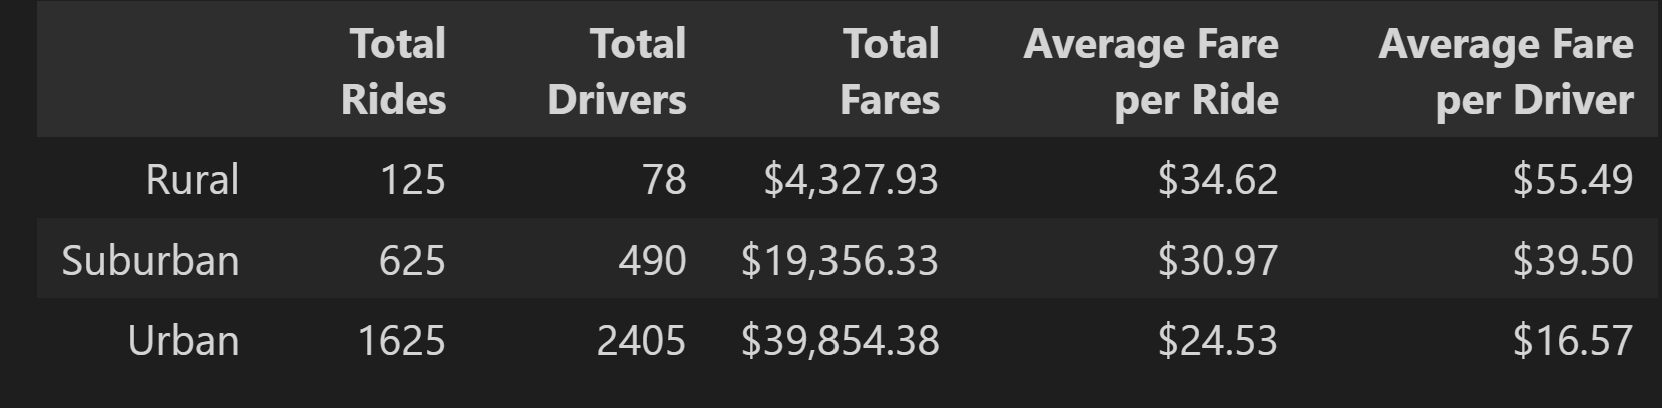 Total Total Total Average Fare Average Fare
Rides Drivers Fares per Ride per Driver
Rural 125 78 $4,327.93 $34.62 $55.49
Suburban 625 490 $19,356.33 $30.97 $39.50
Urban 1625 2405 $39,854.38 $24.53 $16.57